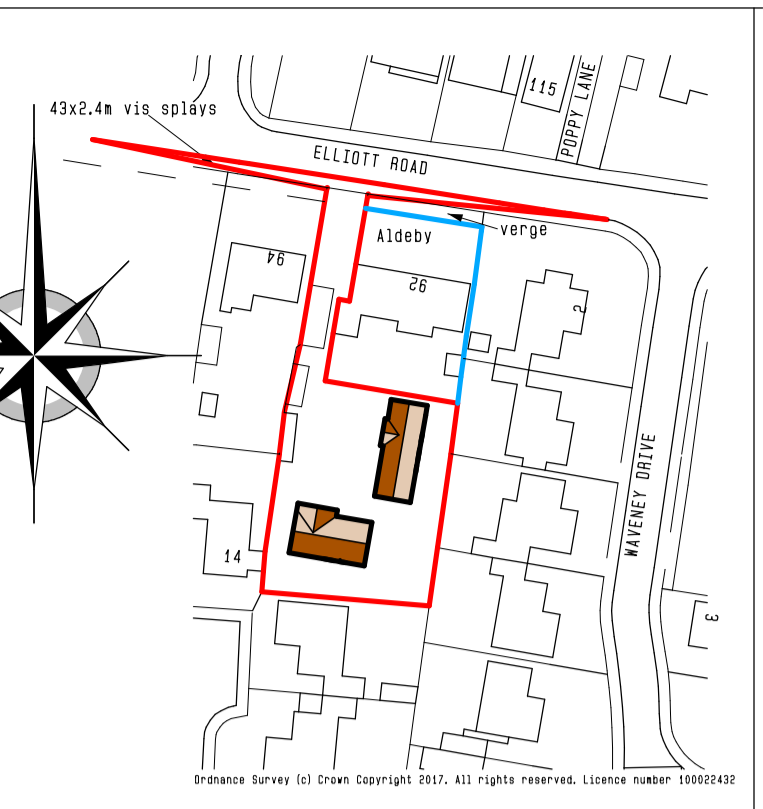 115
POPPY LANE
43x2.4m vis splays
ELLIOTT ROAD
verge
Aldeby
94
92
2
WAVENEY DRIVE
14
3
Ordnance Survey (c) Crown Copyright 2017. All rights reserved. Licence number 100022432